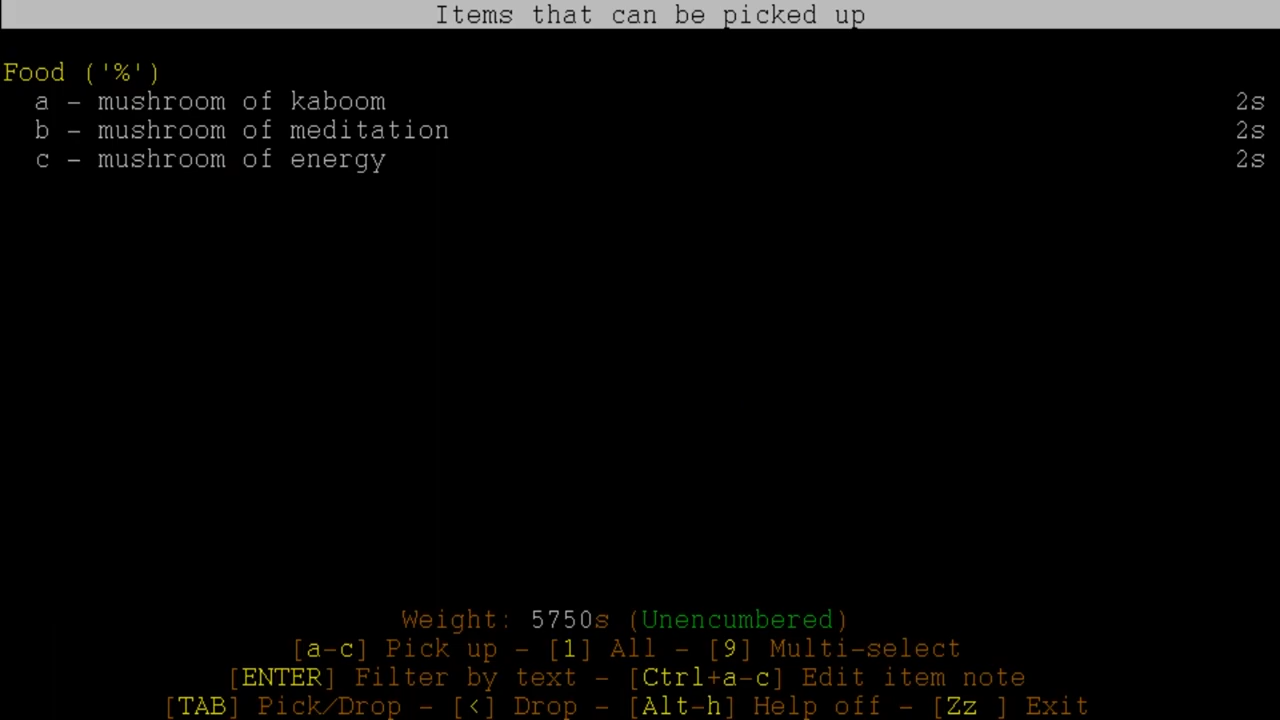 Items that can be picked up
Food ('%')
a - mushroom of kaboom 2s
b - mushroom of meditation 2s
c - mushroom of energy 2s
Weight: 5750s (Unencumbered)
[a-c] Pick up - [1] All - [9] Multi-select
[ENTER] Filter by text - [Ctrl+a-c] Edit item note
[TAB] Pick/Drop - [<] Drop - [Alt-h] Help off - [Zz ] Exit